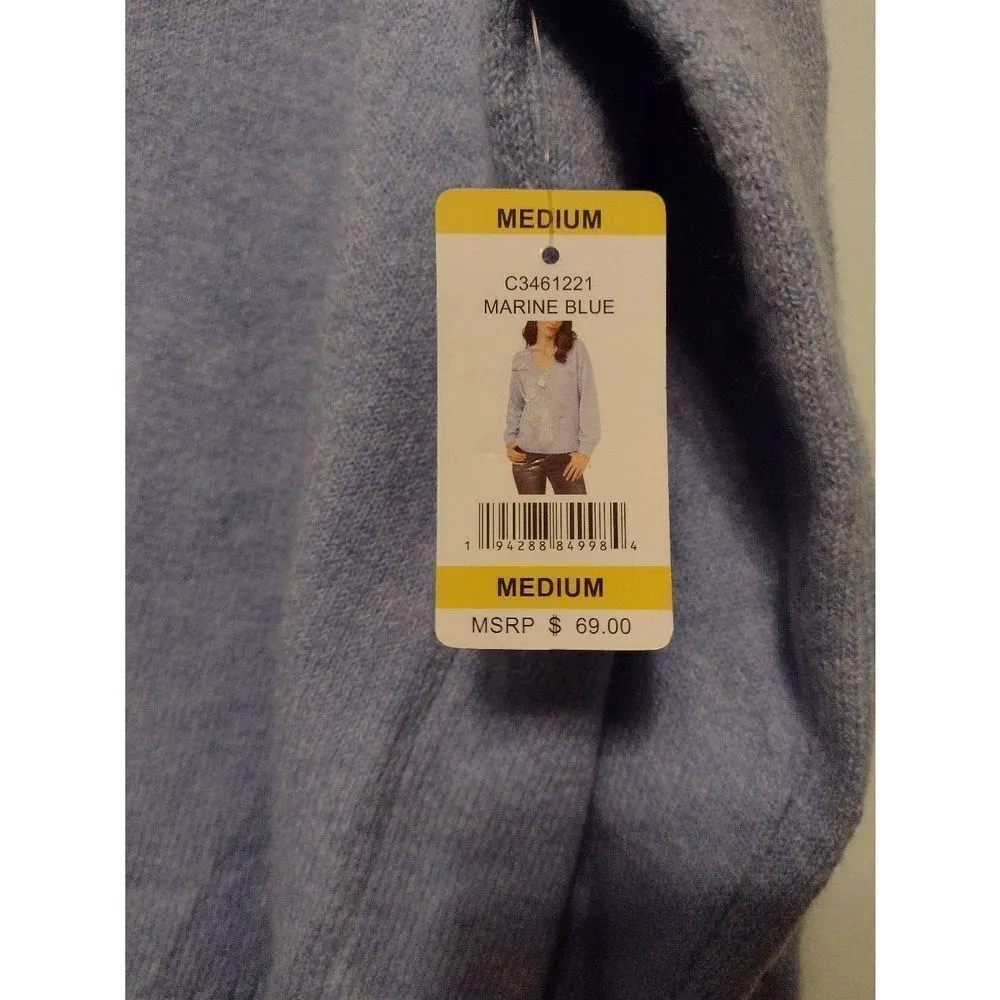 MEDIUM
C3461221
MARINE BLUE
1 94288 84998 4
MEDIUM
MSRP $ 69.00